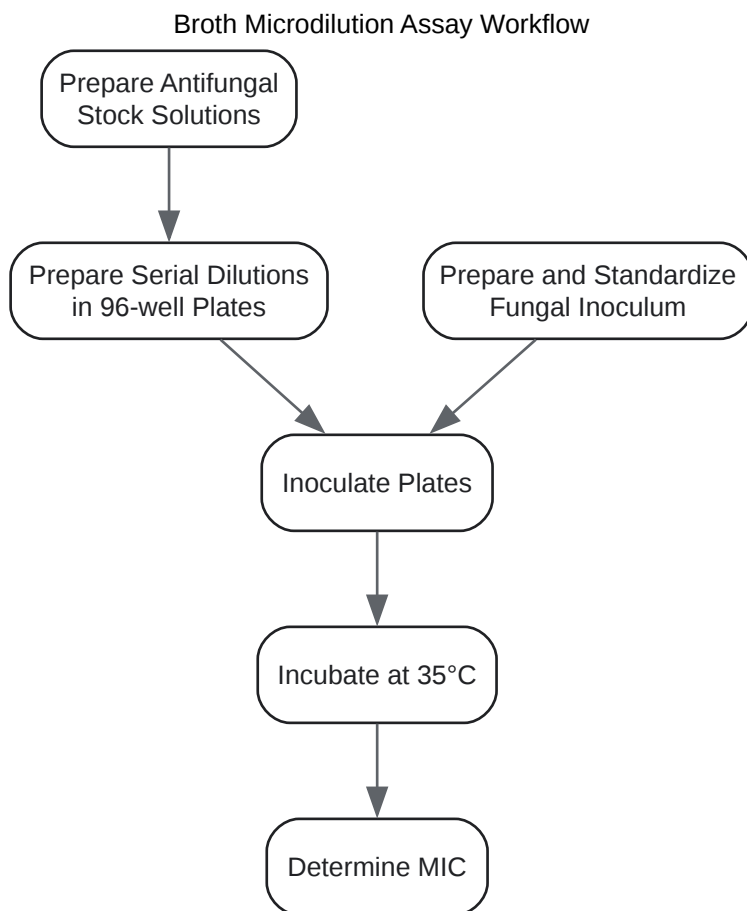 Broth Microdilution Assay Workflow
Prepare Antifungal
Stock Solutions
Prepare Serial Dilutions
in 96-well Plates
Prepare and Standardize
Fungal Inoculum
Inoculate Plates
Incubate at 35°C
Determine MIC